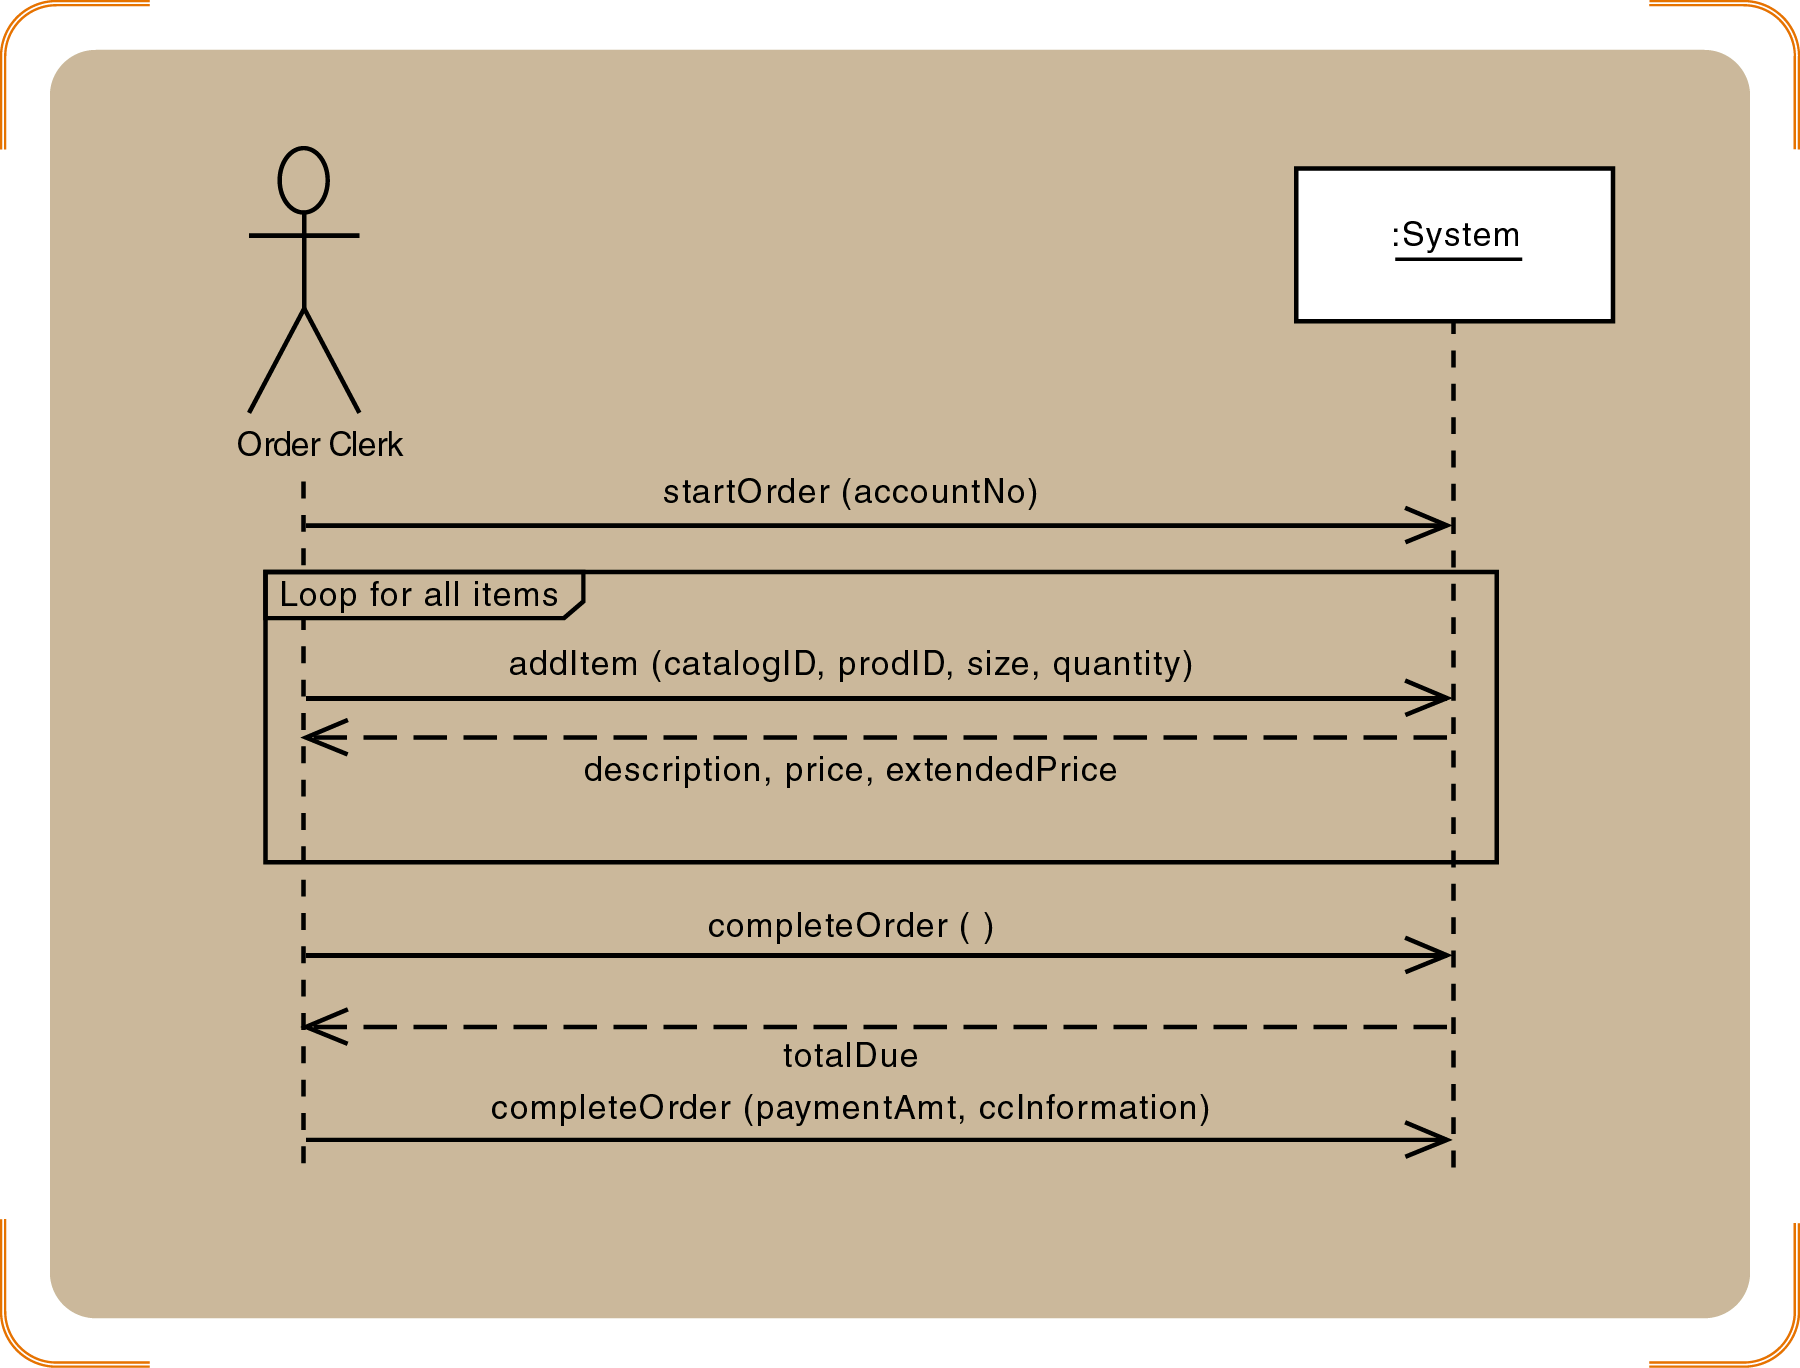 :System
Order Clerk
startOrder (accountNo)
Loop for all items
addItem (catalogID, prodID, size, quantity)
description, price, extendedPrice
completeOrder ( )
totalDue
completeOrder (paymentAmt, ccInformation)